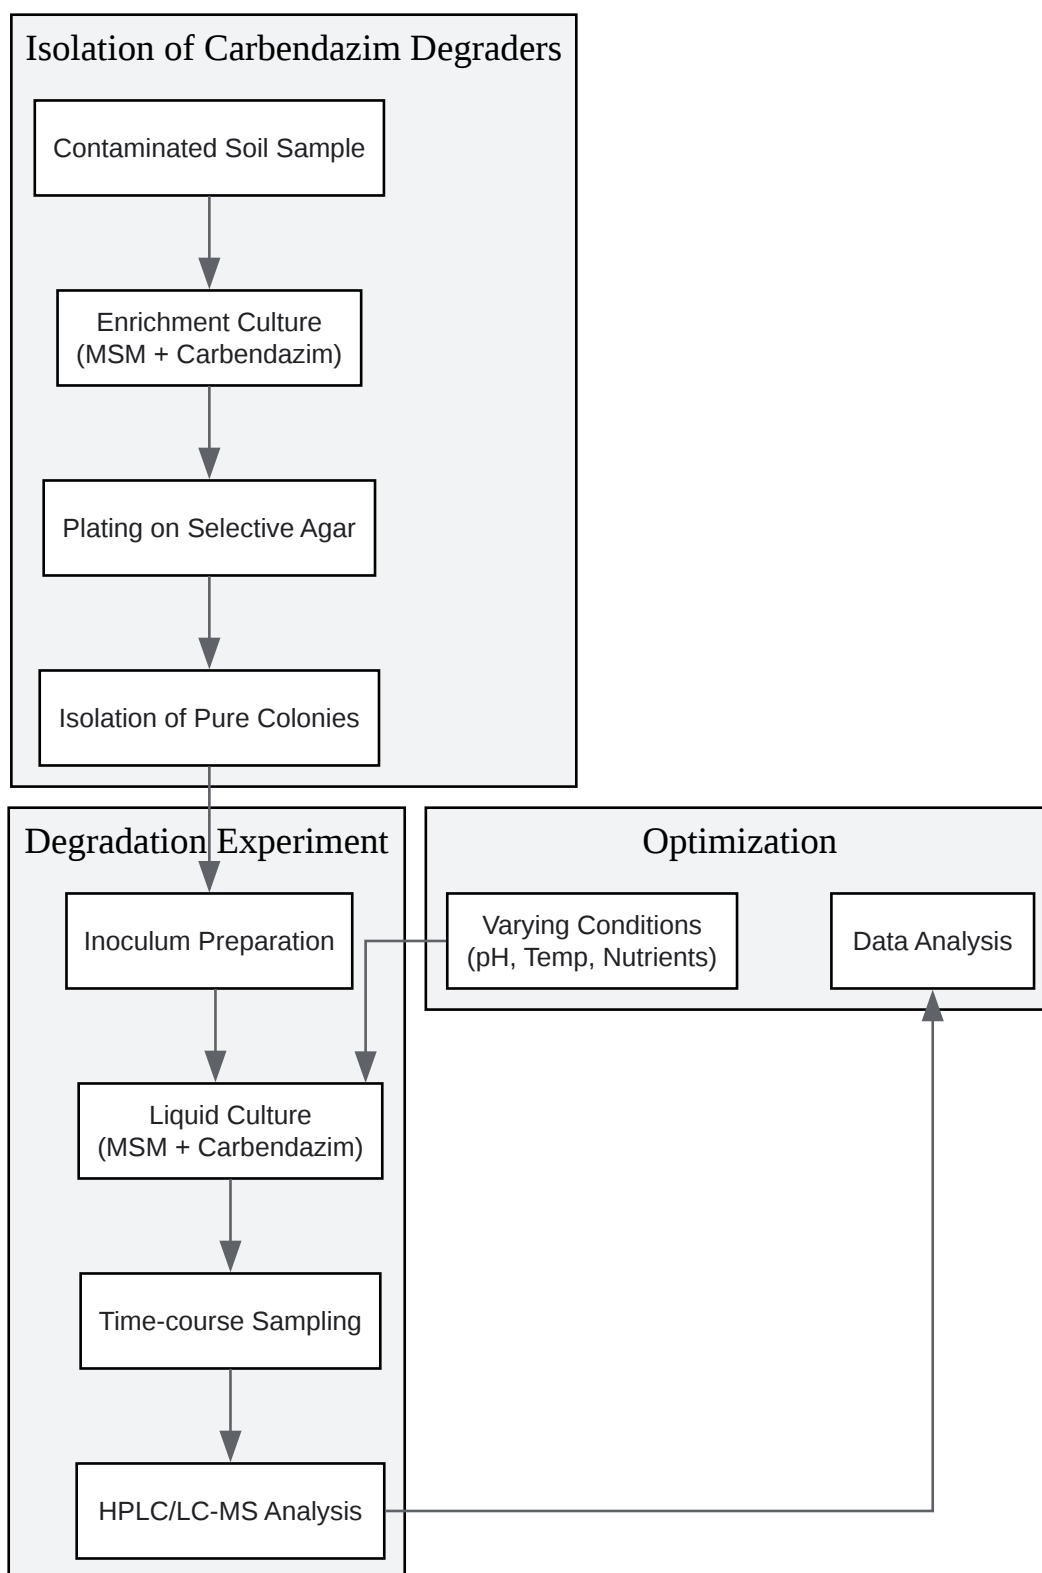 Isolation of Carbendazim Degraders
Contaminated Soil Sample
Enrichment Culture
(MSM + Carbendazim)
Plating on Selective Agar
Isolation of Pure Colonies
Degradation Experiment
Inoculum Preparation
Liquid Culture
(MSM + Carbendazim)
Time-course Sampling
HPLC/LC-MS Analysis
Optimization
Varying Conditions
(pH, Temp, Nutrients)
Data Analysis